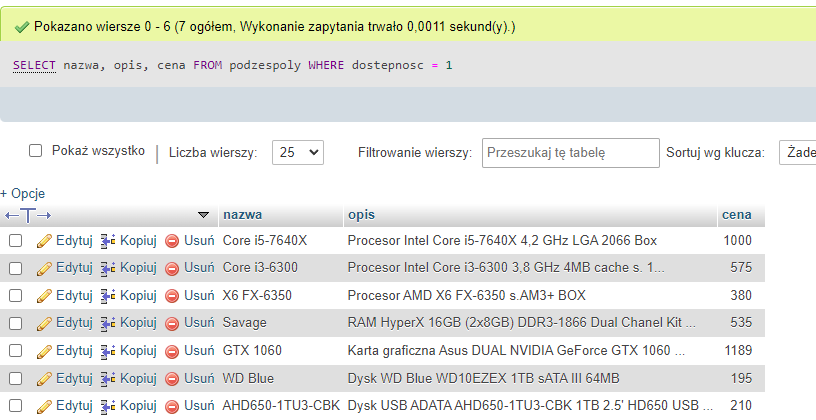 Pokazano wiersze 0 - 6 (7 ogółem, Wykonanie zapytania trwało 0,0011 sekund(y).)
SELECT nazwa, opis, cena FROM podzespoly WHERE dostepnosc = 1
Pokaż wszystko | Liczba wierszy: 25 Filtrowanie wierszy: Przeszukaj tę tabelę Sortuj wg klucza: Żade
+ Opcje
←T→ nazwa opis cena
Edytuj Kopiuj Usuń Core i5-7640X Procesor Intel Core i5-7640X 4,2 GHz LGA 2066 Box 1000
Edytuj Kopiuj Usuń Core i3-6300 Procesor Intel Core i3-6300 3,8 GHz 4MB cache s. 1... 575
Edytuj Kopiuj Usuń X6 FX-6350 Procesor AMD X6 FX-6350 s.AM3+ BOX 380
Edytuj Kopiuj Usuń Savage RAM HyperX 16GB (2x8GB) DDR3-1866 Dual Chanel Kit ... 535
Edytuj Kopiuj Usuń GTX 1060 Karta graficzna Asus DUAL NVIDIA GeForce GTX 1060 ... 1189
Edytuj Kopiuj Usuń WD Blue Dysk WD Blue WD10EZEX 1TB sATA III 64MB 195
Edytuj Kopiuj Usuń AHD650-1TU3-CBK Dysk USB ADATA AHD650-1TU3-CBK 1TB 2.5' HD650 USB ... 210